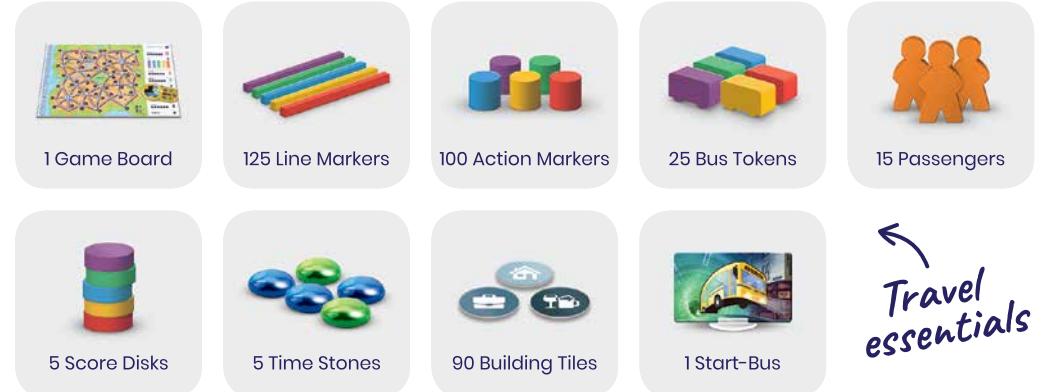 1 Game Board
125 Line Markers
100 Action Markers
25 Bus Tokens
15 Passengers
5 Score Disks
5 Time Stones
90 Building Tiles
1 Start-Bus
Travel
essentials